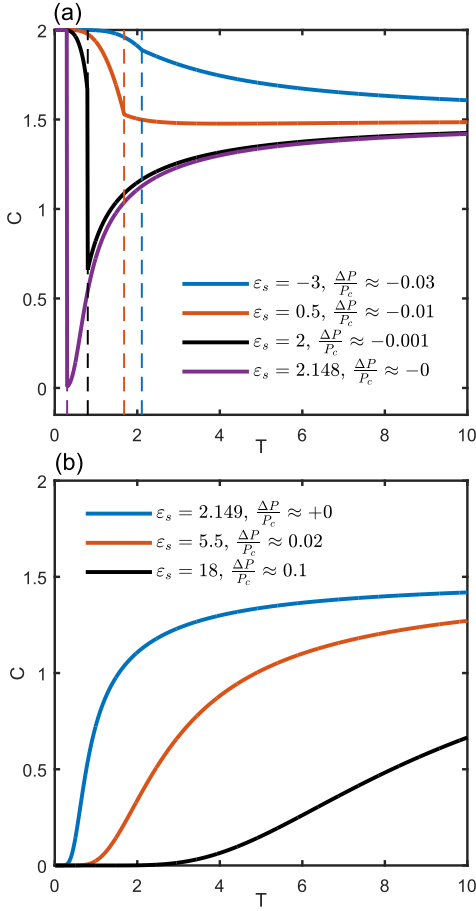 (a)
2
1.5
1
0.5
0
C
ε_s = −3, ΔP/P_c ≈ −0.03
ε_s = 0.5, ΔP/P_c ≈ −0.01
ε_s = 2, ΔP/P_c ≈ −0.001
ε_s = 2.148, ΔP/P_c ≈ −0
0 2 4 6 8 10
T
(b)
2
1.5
1
0.5
0
C
ε_s = 2.149, ΔP/P_c ≈ +0
ε_s = 5.5, ΔP/P_c ≈ 0.02
ε_s = 18, ΔP/P_c ≈ 0.1
0 2 4 6 8 10
T